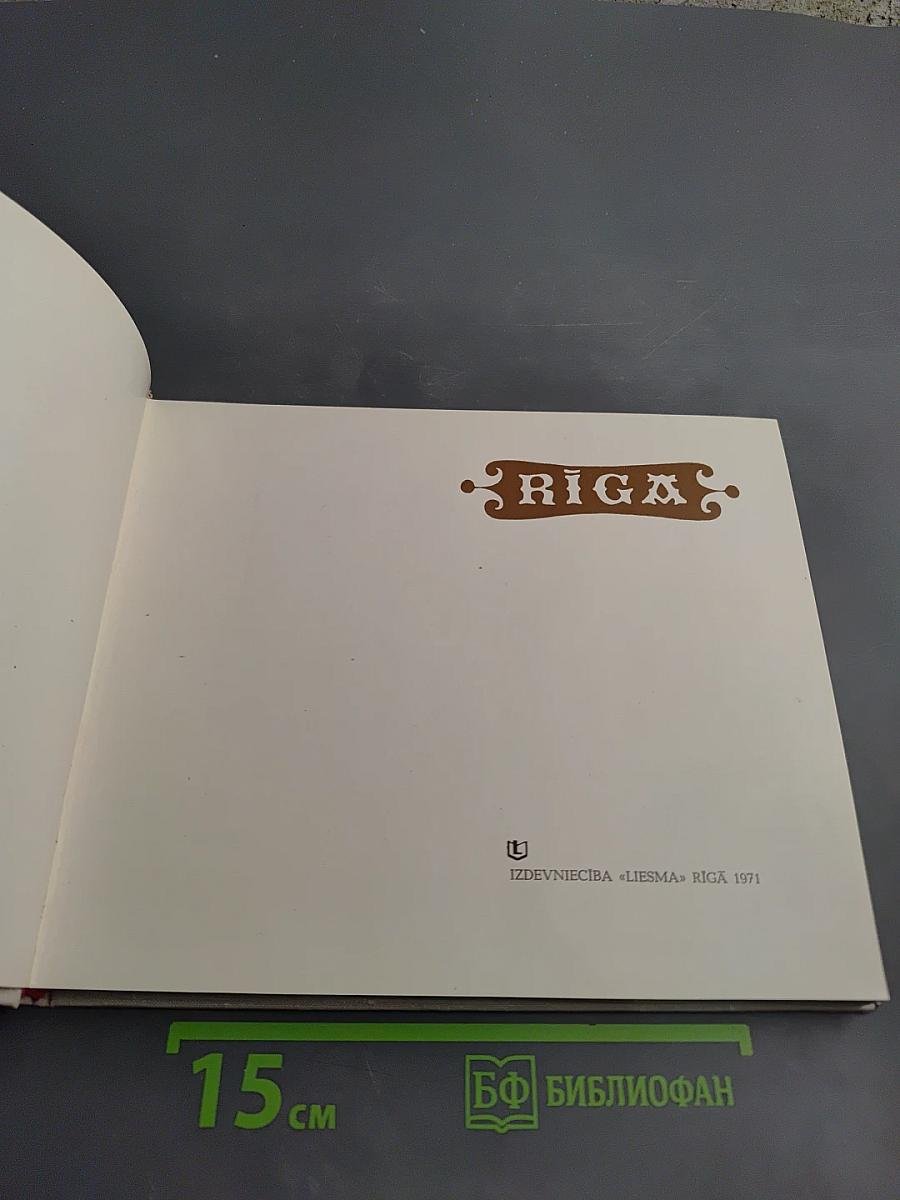 RĪGA
L
IZDEVNIECĪBA «LIESMA» RĪGĀ 1971
15 см
БФ БИБЛИОФАН